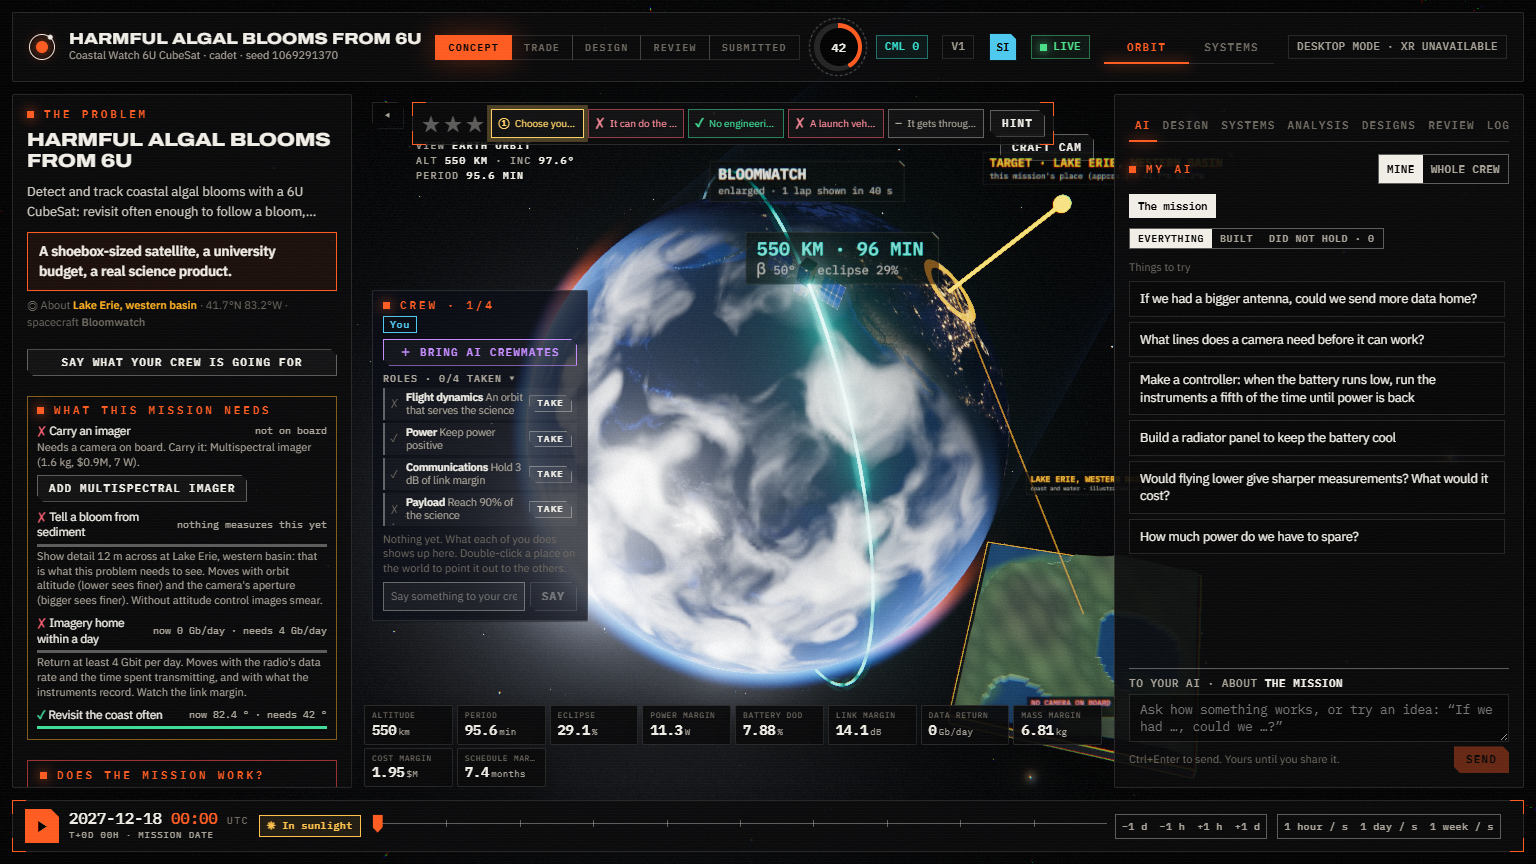 HARMFUL ALGAL BLOOMS FROM 6U
Coastal Watch 6U CubeSat · cadet · seed 1069291370
CONCEPT
TRADE
DESIGN
REVIEW
SUBMITTED
42
CML 0
V1
SI
LIVE
ORBIT
SYSTEMS
DESKTOP MODE · XR UNAVAILABLE
THE PROBLEM
HARMFUL ALGAL BLOOMS
FROM 6U
Detect and track coastal algal blooms with a 6U
CubeSat: revisit often enough to follow a bloom,...
A shoebox-sized satellite, a university
budget, a real science product.
About Lake Erie, western basin · 41.7°N 83.2°W ·
spacecraft Bloomwatch
SAY WHAT YOUR CREW IS GOING FOR
WHAT THIS MISSION NEEDS
✗ Carry an imager
not on board
Needs a camera on board. Carry it: Multispectral imager
(1.6 kg, $0.9M, 7 W).
ADD MULTISPECTRAL IMAGER
✗ Tell a bloom from
sediment
nothing measures this yet
Show detail 12 m across at Lake Erie, western basin: that
is what this problem needs to see. Moves with orbit
altitude (lower sees finer) and the camera's aperture
(bigger sees finer). Without attitude control images smear.
✗ Imagery home
within a day
now 0 Gb/day · needs 4 Gb/day
Return at least 4 Gbit per day. Moves with the radio's data
rate and the time spent transmitting, and with what the
instruments record. Watch the link margin.
✓ Revisit the coast often
now 82.4 ° · needs 42 °
DOES THE MISSION WORK?
◂
★★★
① Choose you...
✗ It can do the ...
✓ No engineeri...
✗ A launch veh...
– It gets throug...
HINT
VIEW EARTH ORBIT
ALT 550 KM · INC 97.6°
PERIOD 95.6 MIN
CRAFT CAM
TARGET · LAKE ERIE, WESTERN BASIN
this mission's place (appro
BLOOMWATCH
enlarged · 1 lap shown in 40 s
550 KM · 96 MIN
β 50° · eclipse 29%
CREW · 1/4
You
+ BRING AI CREWMATES
ROLES · 0/4 TAKEN ▾
✗ Flight dynamics An orbit
that serves the science
TAKE
✓ Power Keep power
positive
TAKE
✓ Communications Hold 3
dB of link margin
TAKE
✗ Payload Reach 90% of
the science
TAKE
Nothing yet. What each of you does
shows up here. Double-click a place on
the world to point it out to the others.
Say something to your cre
SAY
LAKE ERIE, WESTER
coast and water · illustra
NO CAMERA ON BOARD
ALTITUDE
550 km
PERIOD
95.6 min
ECLIPSE
29.1 %
POWER MARGIN
11.3 W
BATTERY DOD
7.88 %
LINK MARGIN
14.1 dB
DATA RETURN
0 Gb/day
MASS MARGIN
6.81 kg
COST MARGIN
1.95 $M
SCHEDULE MAR…
7.4 months
AI
DESIGN
SYSTEMS
ANALYSIS
DESIGNS
REVIEW
LOG
MY AI
MINE
WHOLE CREW
The mission
EVERYTHING
BUILT
DID NOT HOLD · 0
Things to try
If we had a bigger antenna, could we send more data home?
What lines does a camera need before it can work?
Make a controller: when the battery runs low, run the
instruments a fifth of the time until power is back
Build a radiator panel to keep the battery cool
Would flying lower give sharper measurements? What would it
cost?
How much power do we have to spare?
TO YOUR AI · ABOUT THE MISSION
Ask how something works, or try an idea: “If we
had …, could we …?”
Ctrl+Enter to send. Yours until you share it.
SEND
2027-12-18 00:00 UTC
T+0D 00H · MISSION DATE
In sunlight
−1 d −1 h +1 h +1 d
1 hour / s 1 day / s 1 week / s